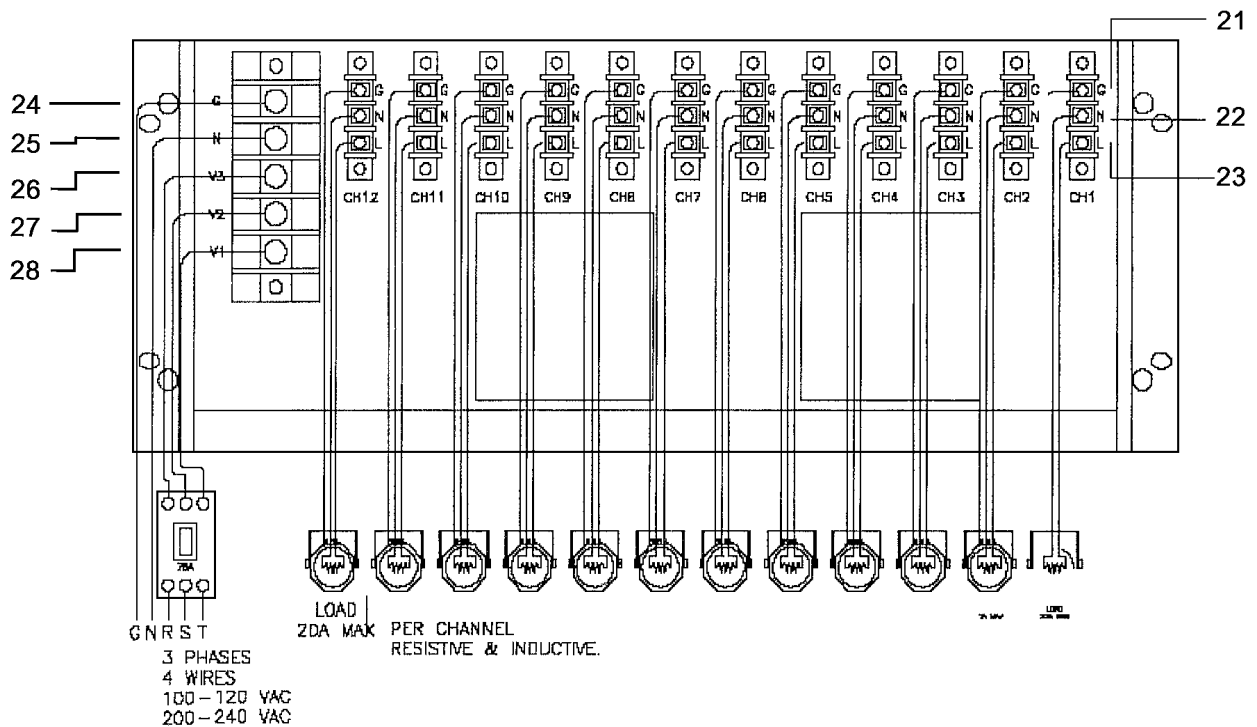 21
24 G G G G G G G G G G G G G
N N N N N N N N N N N N 22
25 N
L L L L L L L L L L L L
26 V3 23
CH12 CH11 CH10 CH9 CH8 CH7 CH6 CH5 CH4 CH3 CH2 CH1
27 V2
28 V1
75A
LOAD
20A MAX PER CHANNEL
RESISTIVE & INDUCTIVE.
G N R S T
3 PHASES
4 WIRES
100-120 VAC
200-240 VAC
LOAD